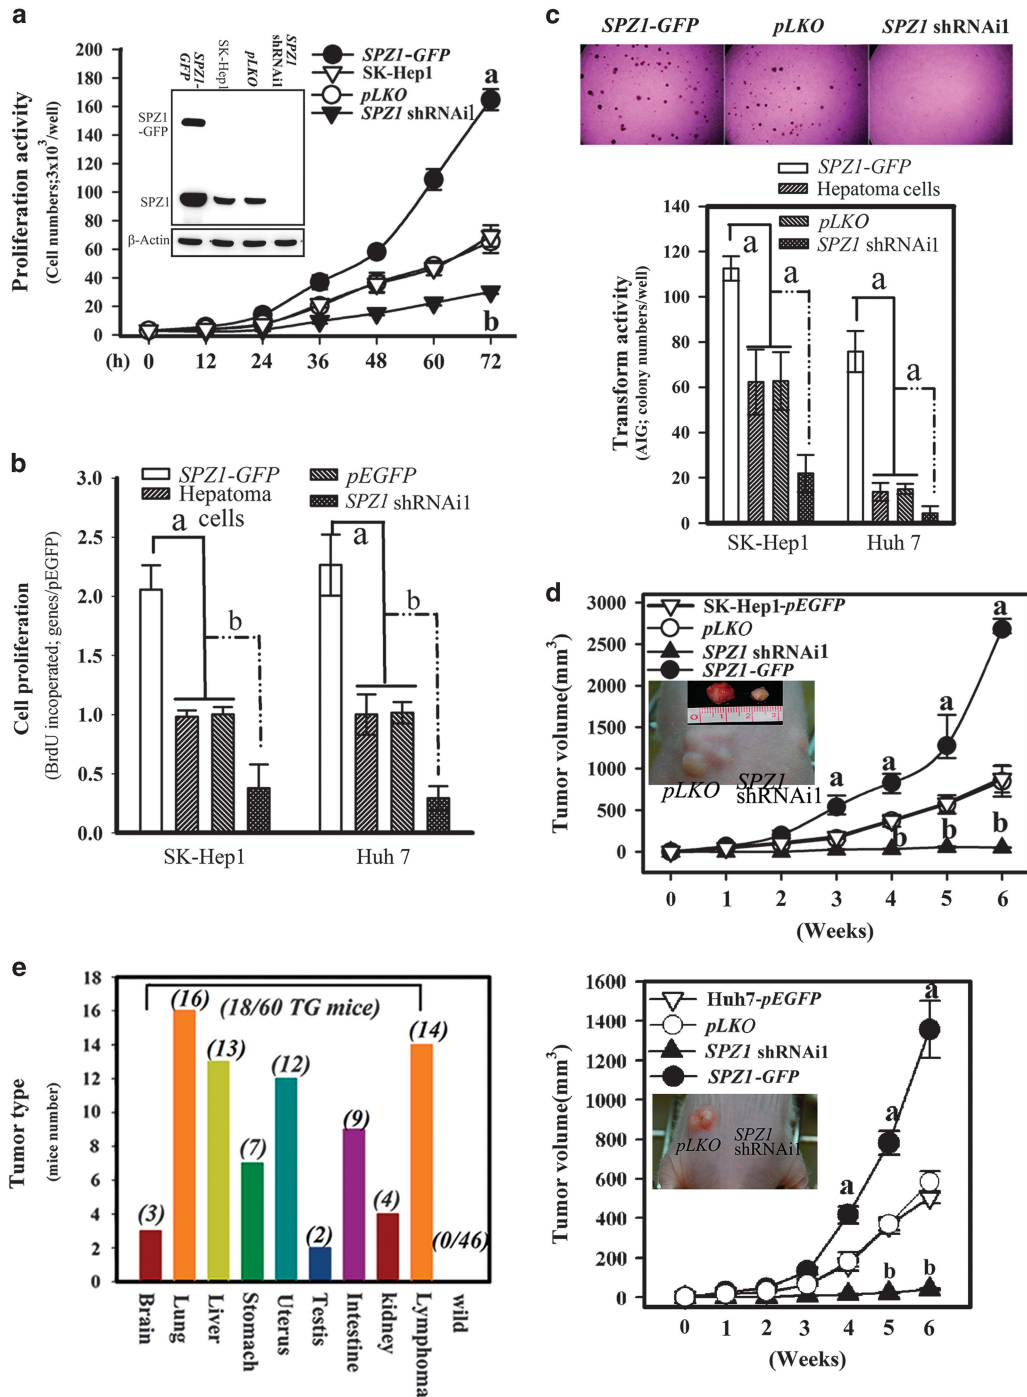 a
200
180
160
140
120
100
80
60
40
20
0
Proliferation activity
(Cell numbers;3x10³/well)
SPZ1-GFP
SK-Hep1
pLKO
SPZ1 shRNAi1
SPZ1-GFP
SPZ1
β-Actin
SPZ1-GFP
SK-Hep1
pLKO
SPZ1 shRNAi1
a
b
(h) 0 12 24 36 48 60 72
b
SPZ1-GFP
Hepatoma cells
pEGFP
SPZ1 shRNAi1
3.0
2.5
2.0
1.5
1.0
0.5
0.0
Cell proliferation
(BrdU incoperated; genes/pEGFP)
a
b
a
b
SK-Hep1 Huh 7
c
SPZ1-GFP pLKO SPZ1 shRNAi1
SPZ1-GFP
Hepatoma cells
pLKO
SPZ1 shRNAi1
140
120
100
80
60
40
20
0
Transform activity
(AIG; colony numbers/well)
a
a
a
a
SK-Hep1 Huh 7
d
3000
2500
2000
1500
1000
500
0
Tumor volume(mm³)
SK-Hep1-pEGFP
pLKO
SPZ1 shRNAi1
SPZ1-GFP
0 1 2 3
pLKO SPZ1 shRNAi1
a a a a
b b b
0 1 2 3 4 5 6
(Weeks)
1600
1400
1200
1000
800
600
400
200
0
Tumor volume(mm³)
Huh7-pEGFP
pLKO
SPZ1 shRNAi1
SPZ1-GFP
pLKO SPZ1 shRNAi1
a a a
b b
0 1 2 3 4 5 6
(Weeks)
e
18
16
14
12
10
8
6
4
2
0
Tumor type
(mice number)
(18/60 TG mice)
(3) (16) (13) (7) (12) (2) (9) (4) (14) (0/46)
Brain
Lung
Liver
Stomach
Uterus
Testis
Intestine
kidney
Lymphoma
wild